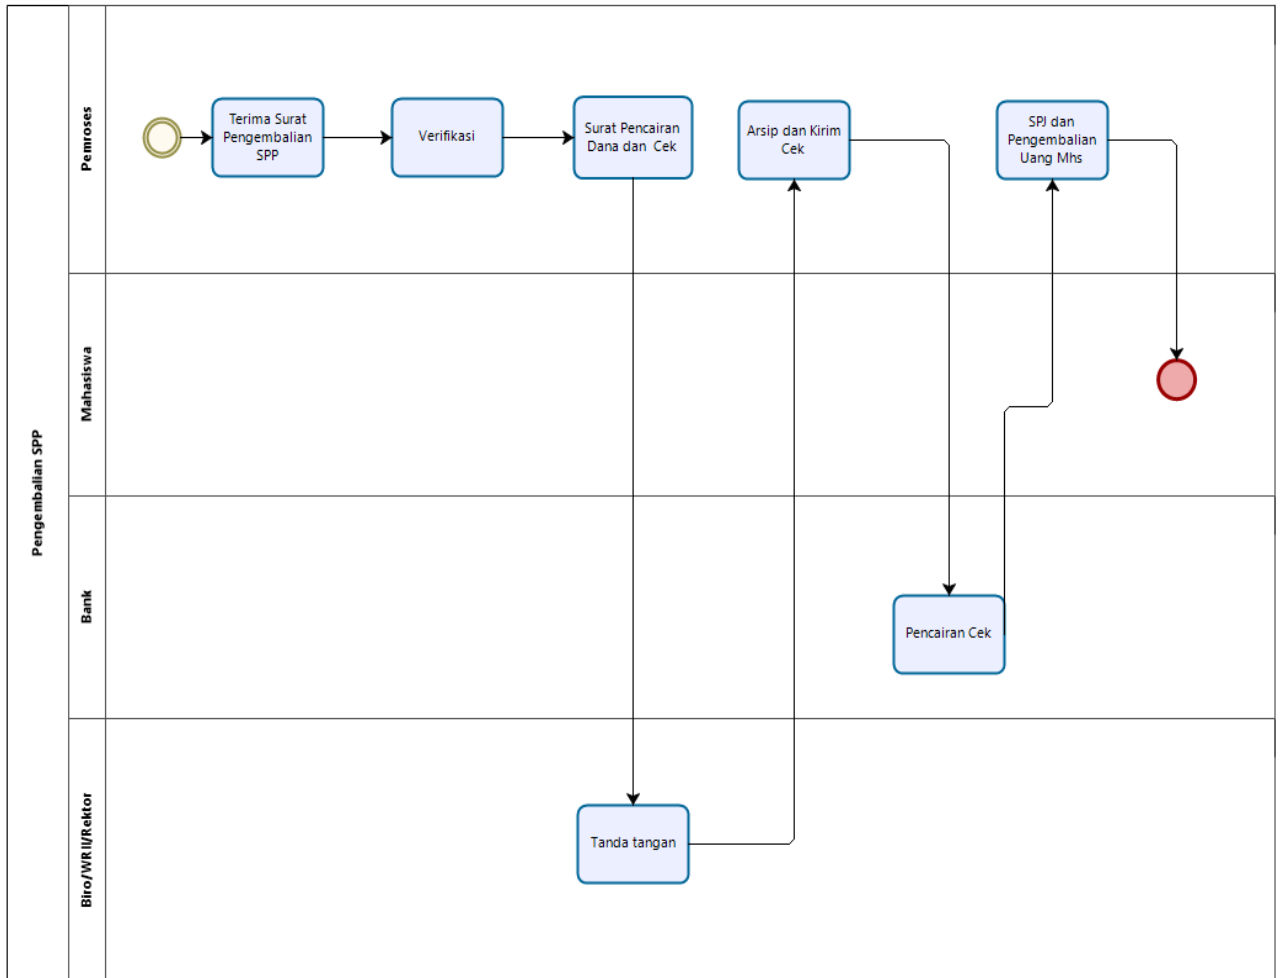 Pengembalian SPP
Pemroses
Terima Surat
Pengembalian
SPP
Verifikasi
Surat Pencairan
Dana dan Cek
Arsip dan Kirim
Cek
SPJ dan
Pengembalian
Uang Mhs
Mahasiswa
Bank
Pencairan Cek
Biro/WR II/Rektor
Tanda tangan